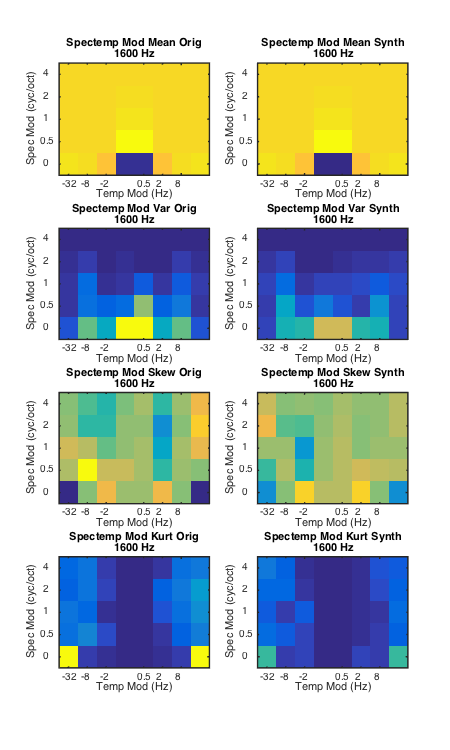 Spectemp Mod Mean Orig
1600 Hz
Spec Mod (cyc/oct)
4
2
1
0.5
0
-32 -8 -2 0.5 2 8
Temp Mod (Hz)
Spectemp Mod Mean Synth
1600 Hz
Spec Mod (cyc/oct)
4
2
1
0.5
0
-32 -8 -2 0.5 2 8
Temp Mod (Hz)
Spectemp Mod Var Orig
1600 Hz
Spec Mod (cyc/oct)
4
2
1
0.5
0
-32 -8 -2 0.5 2 8
Temp Mod (Hz)
Spectemp Mod Var Synth
1600 Hz
Spec Mod (cyc/oct)
4
2
1
0.5
0
-32 -8 -2 0.5 2 8
Temp Mod (Hz)
Spectemp Mod Skew Orig
1600 Hz
Spec Mod (cyc/oct)
4
2
1
0.5
0
-32 -8 -2 0.5 2 8
Temp Mod (Hz)
Spectemp Mod Skew Synth
1600 Hz
Spec Mod (cyc/oct)
4
2
1
0.5
0
-32 -8 -2 0.5 2 8
Temp Mod (Hz)
Spectemp Mod Kurt Orig
1600 Hz
Spec Mod (cyc/oct)
4
2
1
0.5
0
-32 -8 -2 0.5 2 8
Temp Mod (Hz)
Spectemp Mod Kurt Synth
1600 Hz
Spec Mod (cyc/oct)
4
2
1
0.5
0
-32 -8 -2 0.5 2 8
Temp Mod (Hz)